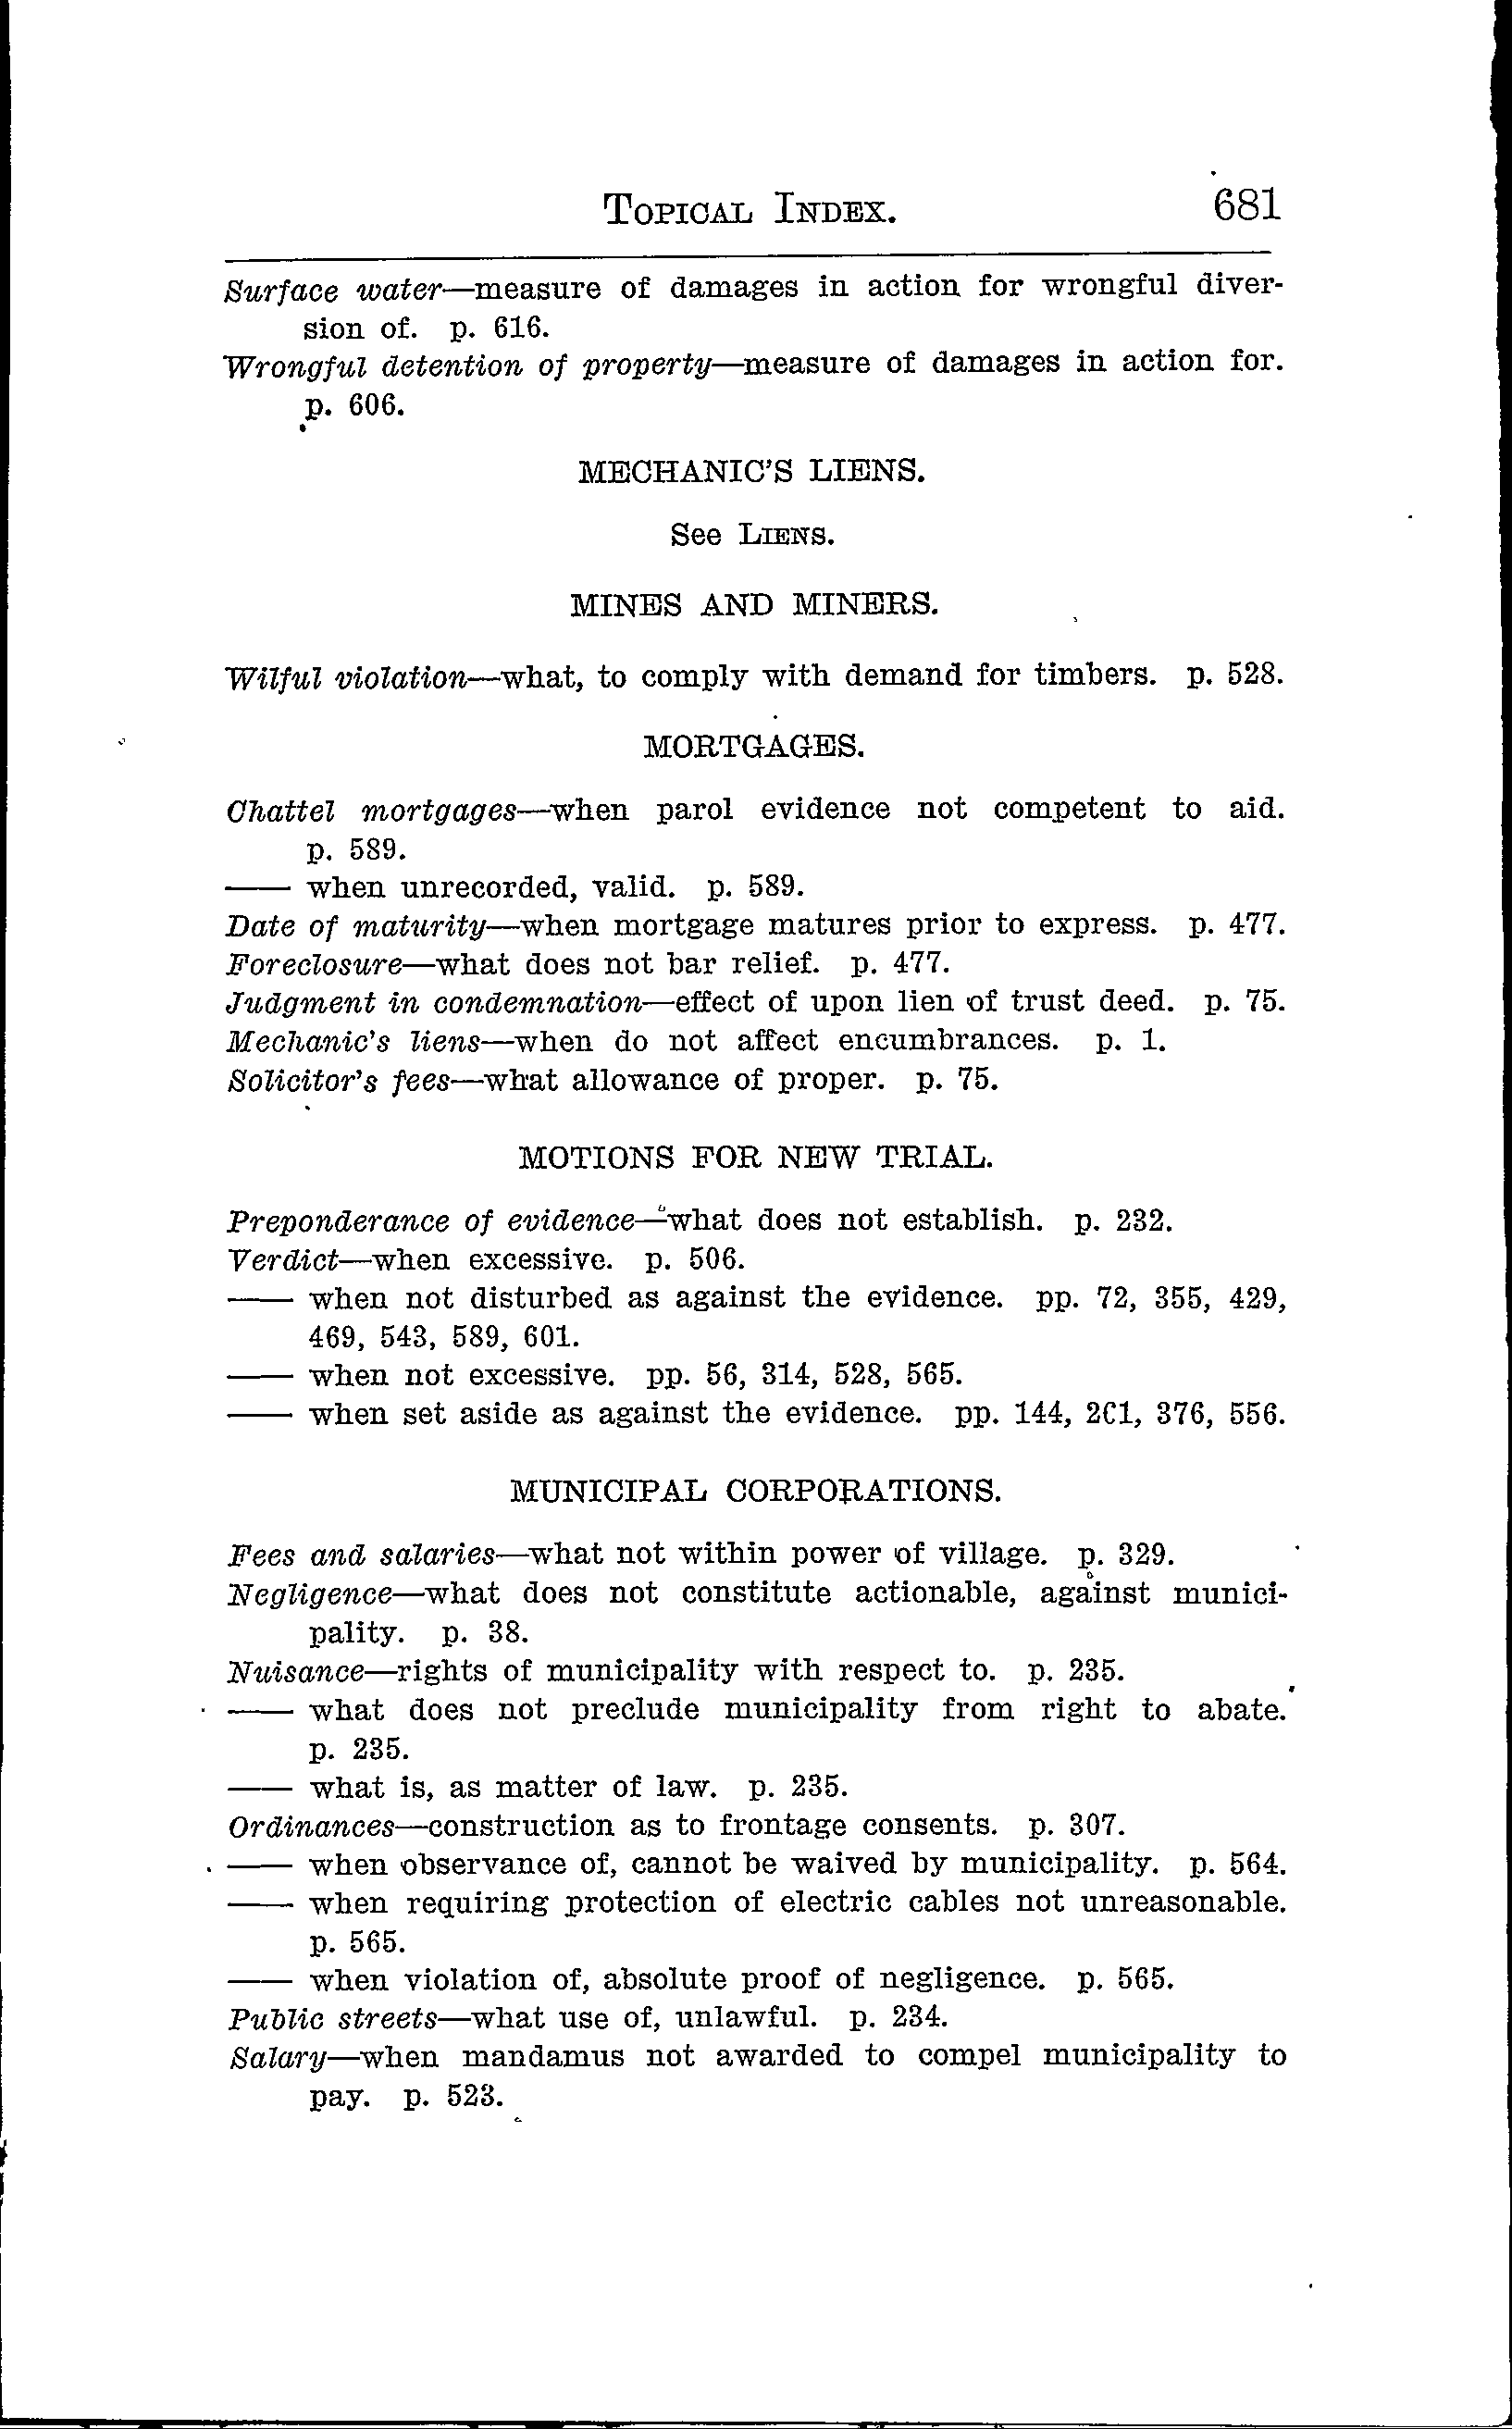 TOPICAL INDEX. 681
Surface water—measure of damages in action for wrongful diver-
sion of. p. 616.
Wrongful detention of property—measure of damages in action for.
p. 606.
MECHANIC'S LIENS.
See LIENS.
MINES AND MINERS.
Wilful violation—what, to comply with demand for timbers. p. 528.
MORTGAGES.
Chattel mortgages—when parol evidence not competent to aid.
p. 589.
—— when unrecorded, valid. p. 589.
Date of maturity—when mortgage matures prior to express. p. 477.
Foreclosure—what does not bar relief. p. 477.
Judgment in condemnation—effect of upon lien of trust deed. p. 75.
Mechanic's liens—when do not affect encumbrances. p. 1.
Solicitor's fees—what allowance of proper. p. 75.
MOTIONS FOR NEW TRIAL.
Preponderance of evidence—what does not establish. p. 232.
Verdict—when excessive. p. 506.
—— when not disturbed as against the evidence. pp. 72, 355, 429,
469, 543, 589, 601.
—— when not excessive. pp. 56, 314, 528, 565.
—— when set aside as against the evidence. pp. 144, 201, 376, 556.
MUNICIPAL CORPORATIONS.
Fees and salaries—what not within power of village. p. 329.
Negligence—what does not constitute actionable, against munici-
pality. p. 38.
Nuisance—rights of municipality with respect to. p. 235.
—— what does not preclude municipality from right to abate.
p. 235.
—— what is, as matter of law. p. 235.
Ordinances—construction as to frontage consents. p. 307.
—— when observance of, cannot be waived by municipality. p. 564.
—— when requiring protection of electric cables not unreasonable.
p. 565.
—— when violation of, absolute proof of negligence. p. 565.
Public streets—what use of, unlawful. p. 234.
Salary—when mandamus not awarded to compel municipality to
pay. p. 523.